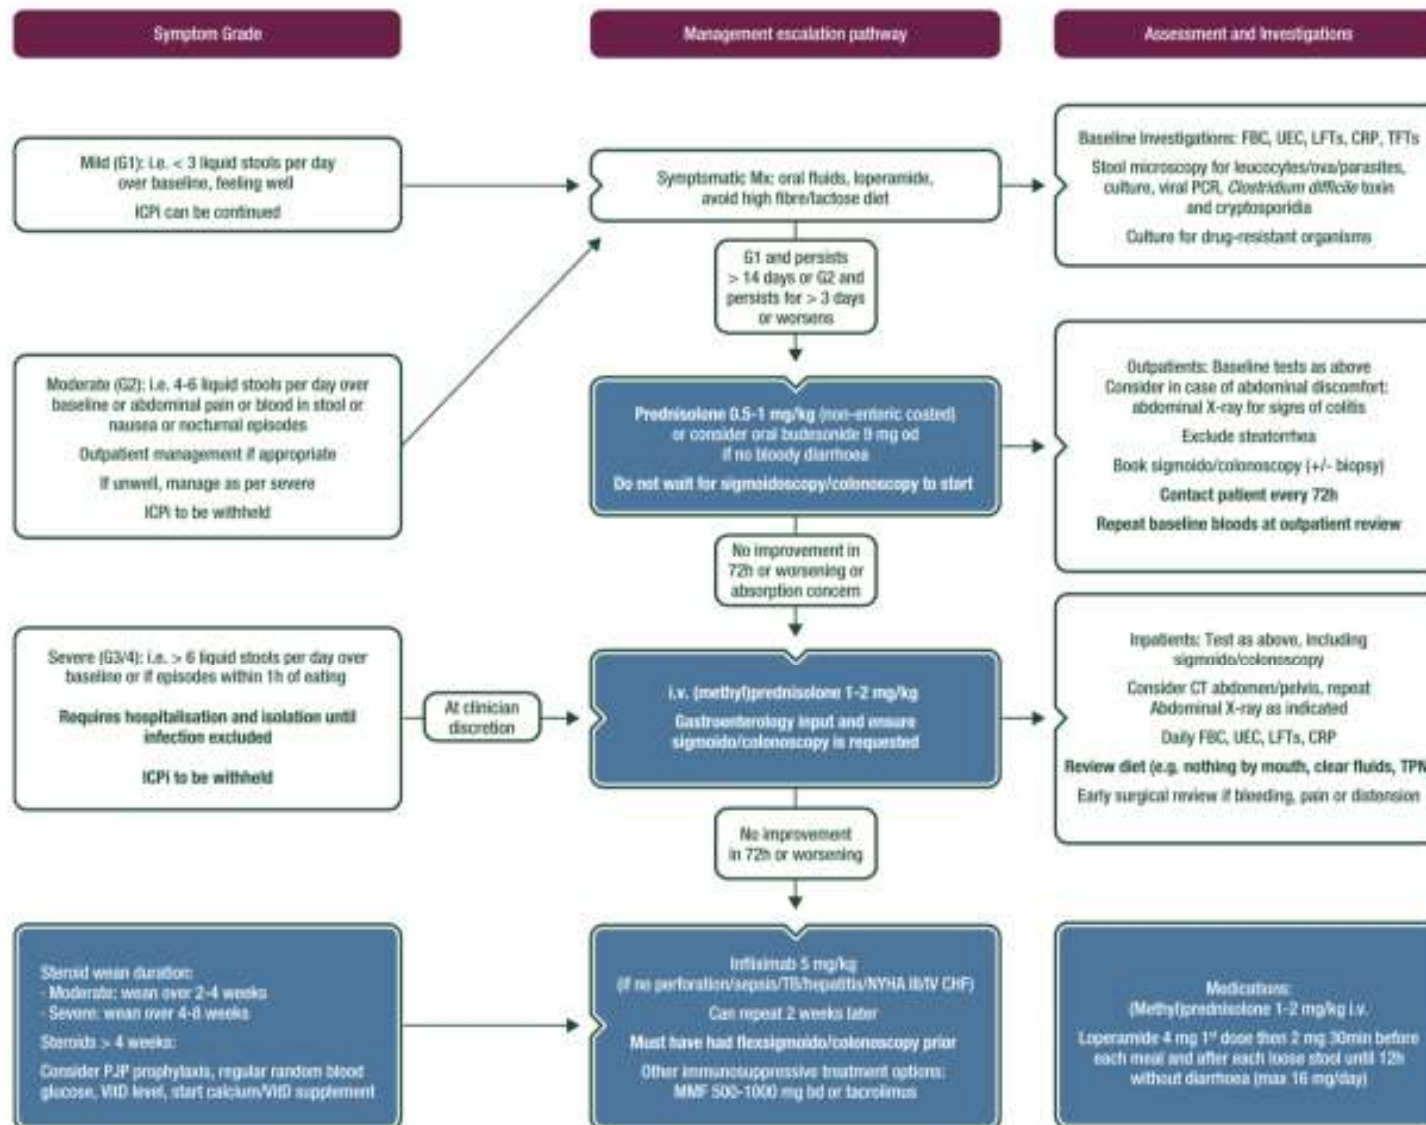 Symptom Grade
Management escalation pathway
Assessment and Investigations
Mild (G1): i.e. < 3 liquid stools per day
over baseline, feeling well
ICPi can be continued
Symptomatic Mx: oral fluids, loperamide,
avoid high fibre/lactose diet
Baseline Investigations: FBC, UEC, LFTs, CRP, TFTs
Stool microscopy for leucocytes/ova/parasites,
culture, viral PCR, Clostridium difficile toxin
and cryptosporidia
Culture for drug-resistant organisms
G1 and persists
> 14 days or G2 and
persists for > 3 days
or worsens
Moderate (G2): i.e. 4-6 liquid stools per day over
baseline or abdominal pain or blood in stool or
nausea or nocturnal episodes
Outpatient management if appropriate
If unwell, manage as per severe
ICPi to be withheld
Prednisolone 0.5-1 mg/kg (non-enteric coated)
or consider oral budesonide 9 mg od
if no bloody diarrhoea
Do not wait for sigmoidoscopy/colonoscopy to start
Outpatients: Baseline tests as above
Consider in case of abdominal discomfort:
abdominal X-ray for signs of colitis
Exclude steatorrhea
Book sigmoido/colonoscopy (+/- biopsy)
Contact patient every 72h
Repeat baseline bloods at outpatient review
No improvement in
72h or worsening or
absorption concern
Severe (G3/4): i.e. > 6 liquid stools per day over
baseline or if episodes within 1h of eating
Requires hospitalisation and isolation until
infection excluded
ICPi to be withheld
At clinician
discretion
i.v. (methyl)prednisolone 1-2 mg/kg
Gastroenterology input and ensure
sigmoido/colonoscopy is requested
Inpatients: Test as above, including
sigmoido/colonoscopy
Consider CT abdomen/pelvis, repeat
Abdominal X-ray as indicated
Daily FBC, UEC, LFTs, CRP
Review diet (e.g. nothing by mouth, clear fluids, TPN
Early surgical review if bleeding, pain or distension
No improvement
in 72h or worsening
Steroid wean duration:
- Moderate: wean over 2-4 weeks
- Severe: wean over 4-8 weeks
Steroids > 4 weeks:
Consider PJP prophylaxis, regular random blood
glucose, VitD level, start calcium/VitD supplement
Infliximab 5 mg/kg
(if no perforation/sepsis/TB/hepatitis/NYHA III/IV CHF)
Can repeat 2 weeks later
Must have had flexsigmoido/colonoscopy prior
Other immunosuppressive treatment options:
MMF 500-1000 mg bd or tacrolimus
Medications:
(Methyl)prednisolone 1-2 mg/kg i.v.
Loperamide 4 mg 1st dose then 2 mg 30min before
each meal and after each loose stool until 12h
without diarrhoea (max 16 mg/day)